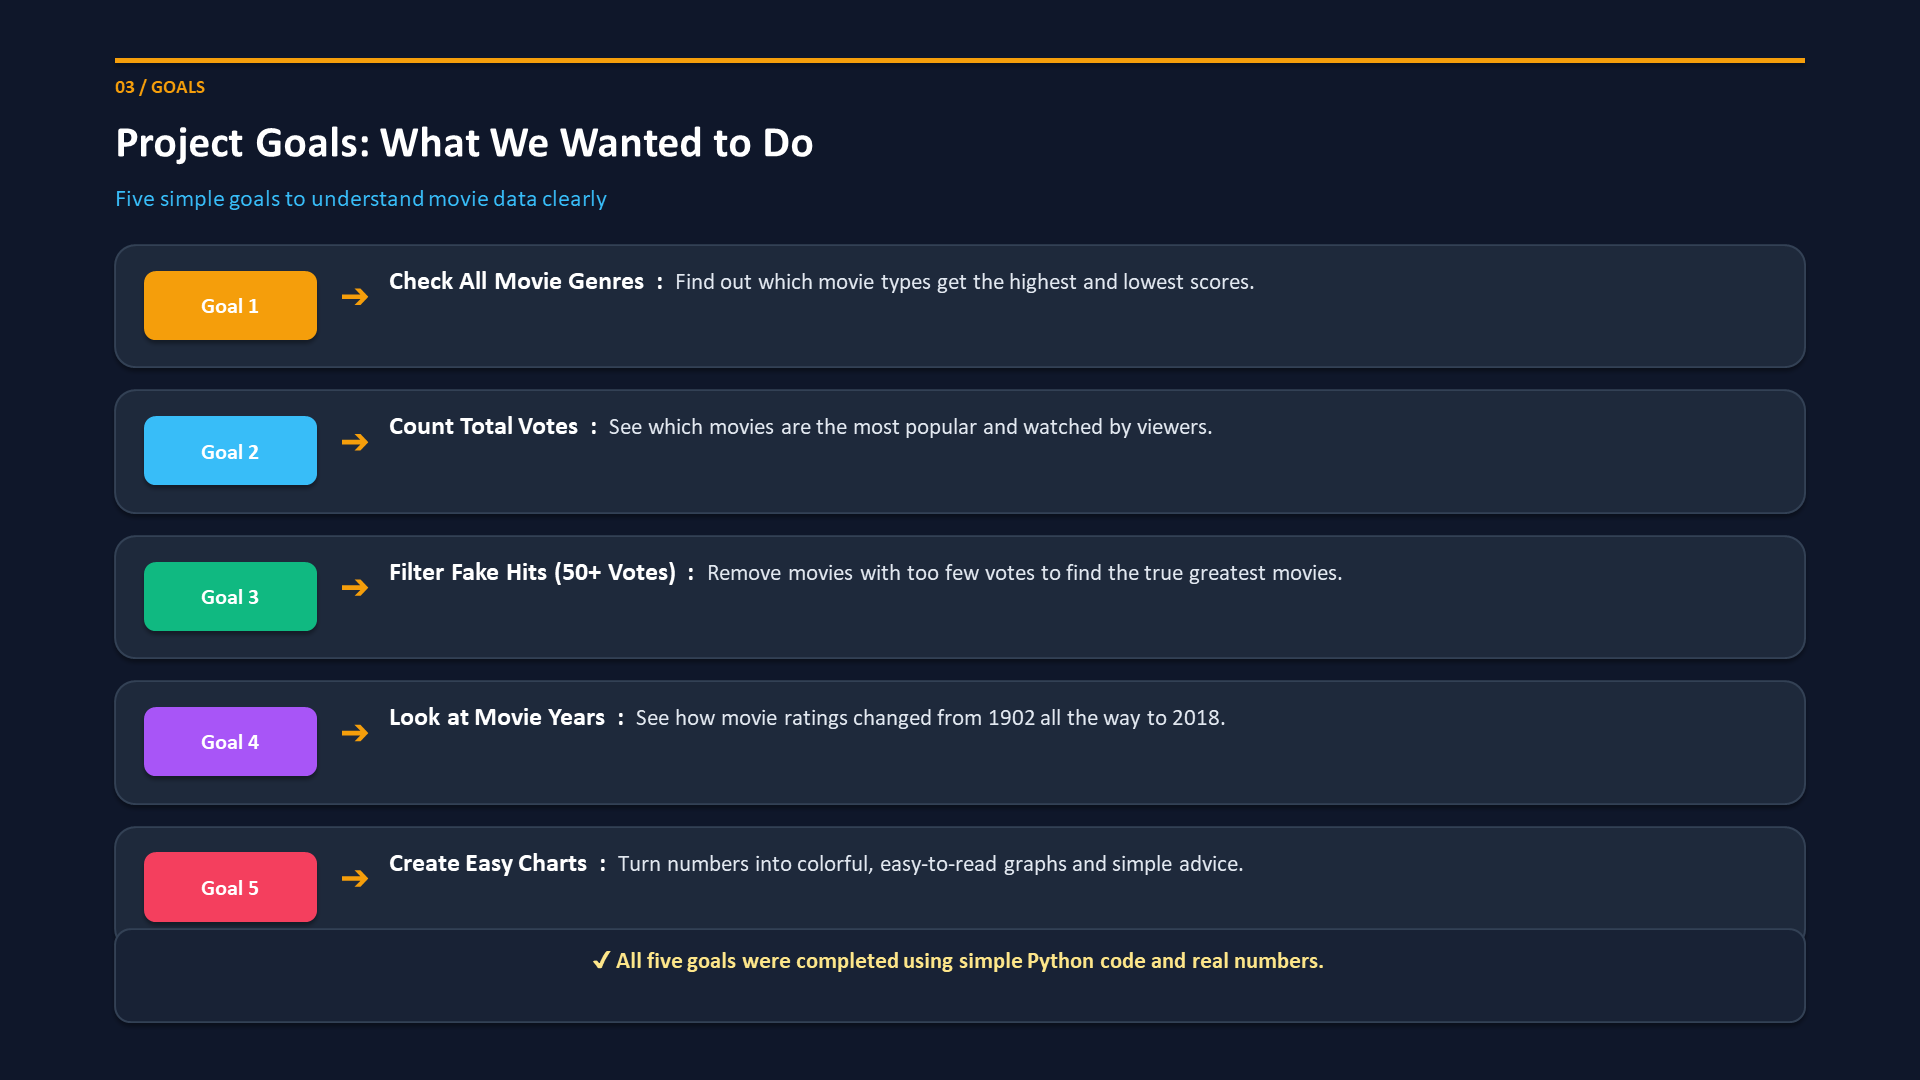 03 / GOALS
Project Goals: What We Wanted to Do
Five simple goals to understand movie data clearly
Goal 1 ➔ Check All Movie Genres : Find out which movie types get the highest and lowest scores.
Goal 2 ➔ Count Total Votes : See which movies are the most popular and watched by viewers.
Goal 3 ➔ Filter Fake Hits (50+ Votes) : Remove movies with too few votes to find the true greatest movies.
Goal 4 ➔ Look at Movie Years : See how movie ratings changed from 1902 all the way to 2018.
Goal 5 ➔ Create Easy Charts : Turn numbers into colorful, easy-to-read graphs and simple advice.
✓ All five goals were completed using simple Python code and real numbers.